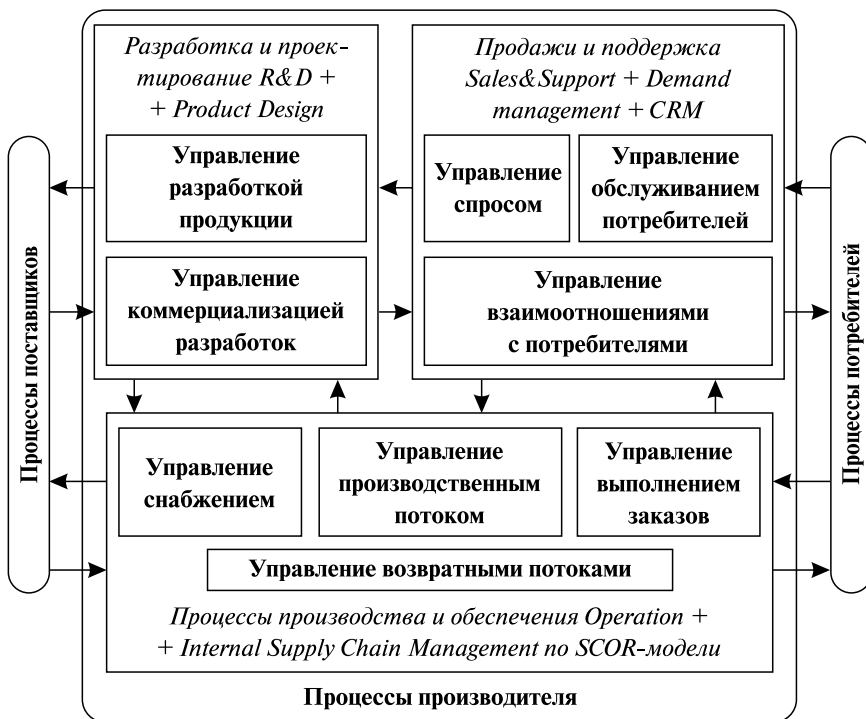 Разработка и проек-
тирование R&D +
+ Product Design
Управление
разработкой
продукции
Управление
коммерциализацией
разработок
Продажи и поддержка
Sales&Support + Demand
management + CRM
Управление
спросом
Управление
обслуживанием
потребителей
Управление
взаимоотношениями
с потребителями
Процессы поставщиков
Процессы потребителей
Управление
снабжением
Управление
производственным
потоком
Управление
выполнением
заказов
Управление возвратными потоками
Процессы производства и обеспечения Operation +
+ Internal Supply Chain Management по SCOR-модели
Процессы производителя